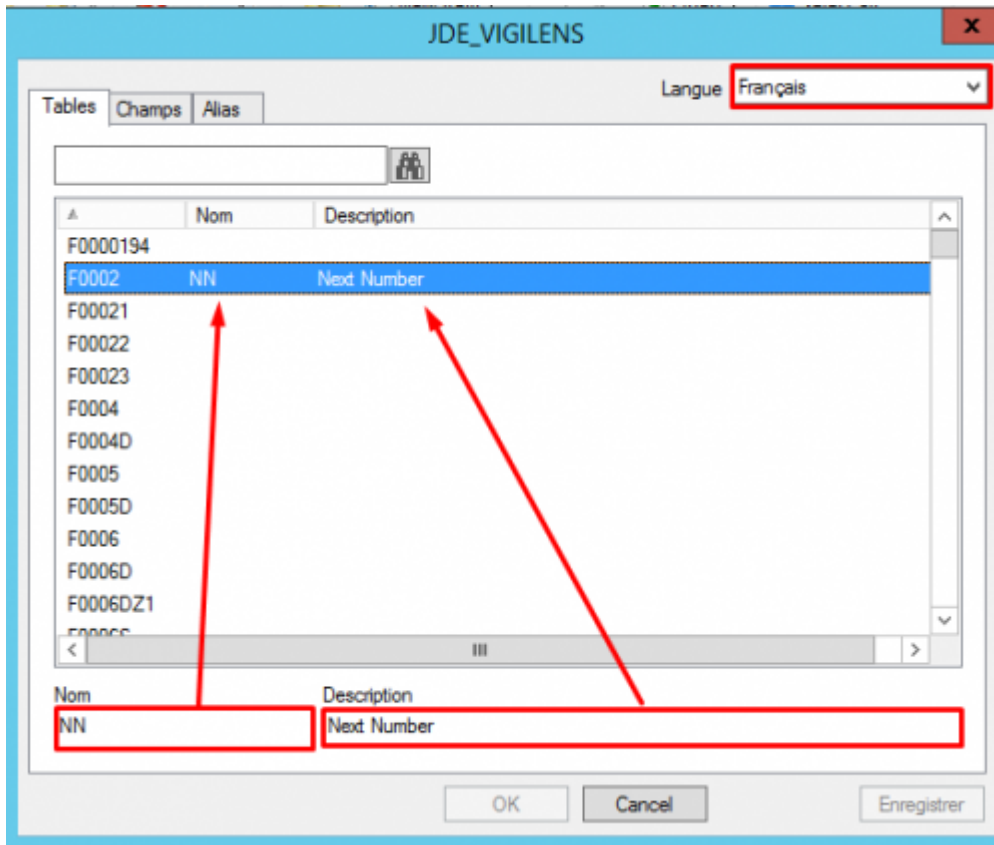 JDE_VIGILENS
x
Langue Français
Tables Champs Alias
Nom Description
F0000194
F0002 NN Next Number
F00021
F00022
F00023
F0004
F0004D
F0005
F0005D
F0006
F0006D
F0006DZ1
Nom Description
NN Next Number
OK Cancel Enregistrer